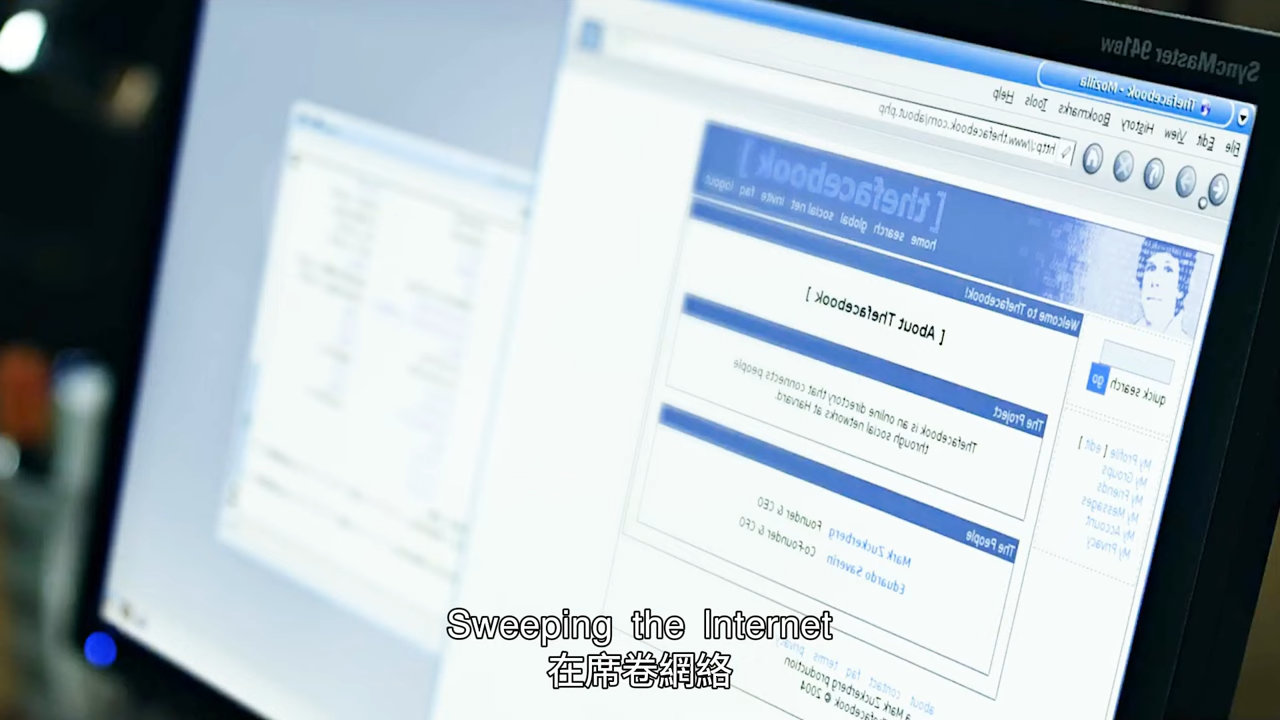 SyncMaster 941BW
Thefacebook - Mozilla
File Edit View History Bookmarks Tools Help
http://www.thefacebook.com/about.php
[thefacebook]
home search global social net invite faq logout
Welcome to Thefacebook!
quick search go
[ About Thefacebook ]
The Project
Thefacebook is an online directory that connects people
through social networks at Harvard.
My Profile [ edit ]
My Groups
My Friends
My Messages
My Account
My Privacy
The People
Mark Zuckerberg Founder & CEO
Eduardo Saverin Co-Founder & CFO
about contact faq terms privacy
a Mark Zuckerberg production
© 2004
Sweeping the Internet
在席卷網絡